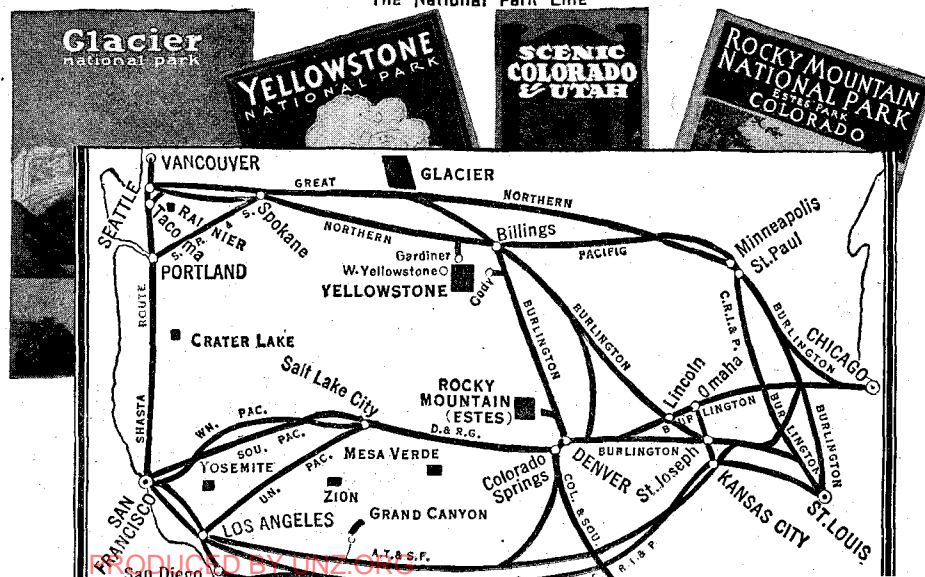 The National Park Line
Glacier
national park
YELLOWSTONE
NATIONAL PARK
SCENIC
COLORADO
& UTAH
ROCKY MOUNTAIN
NATIONAL PARK
ESTES PARK
COLORADO
VANCOUVER
GLACIER
GREAT
NORTHERN
SEATTLE
RAINIER
Tacoma
S. P. & S.
Spokane
NORTHERN
Billings
PACIFIC
Minneapolis
St. Paul
Gardiner
W. Yellowstone
YELLOWSTONE
Cody
PORTLAND
ROUTE
CRATER LAKE
BURLINGTON
BURLINGTON
C. R. I. & P.
BURLINGTON
CHICAGO
Salt Lake City
ROCKY
MOUNTAIN
(ESTES)
Lincoln
Omaha
BURLINGTON
BURLINGTON
BURLINGTON
SHASTA
WN. PAC.
SOU. PAC.
D. & R. G.
YOSEMITE
UN. PAC.
MESA VERDE
ZION
Colorado
Springs
DENVER
BURLINGTON
St. Joseph
KANSAS CITY
ST. LOUIS
SAN
FRANCISCO
LOS ANGELES
GRAND CANYON
COL. & SOU.
A. T. & S. F.
R. I. & P
San Diego
PRODUCED BY UNZ.ORG